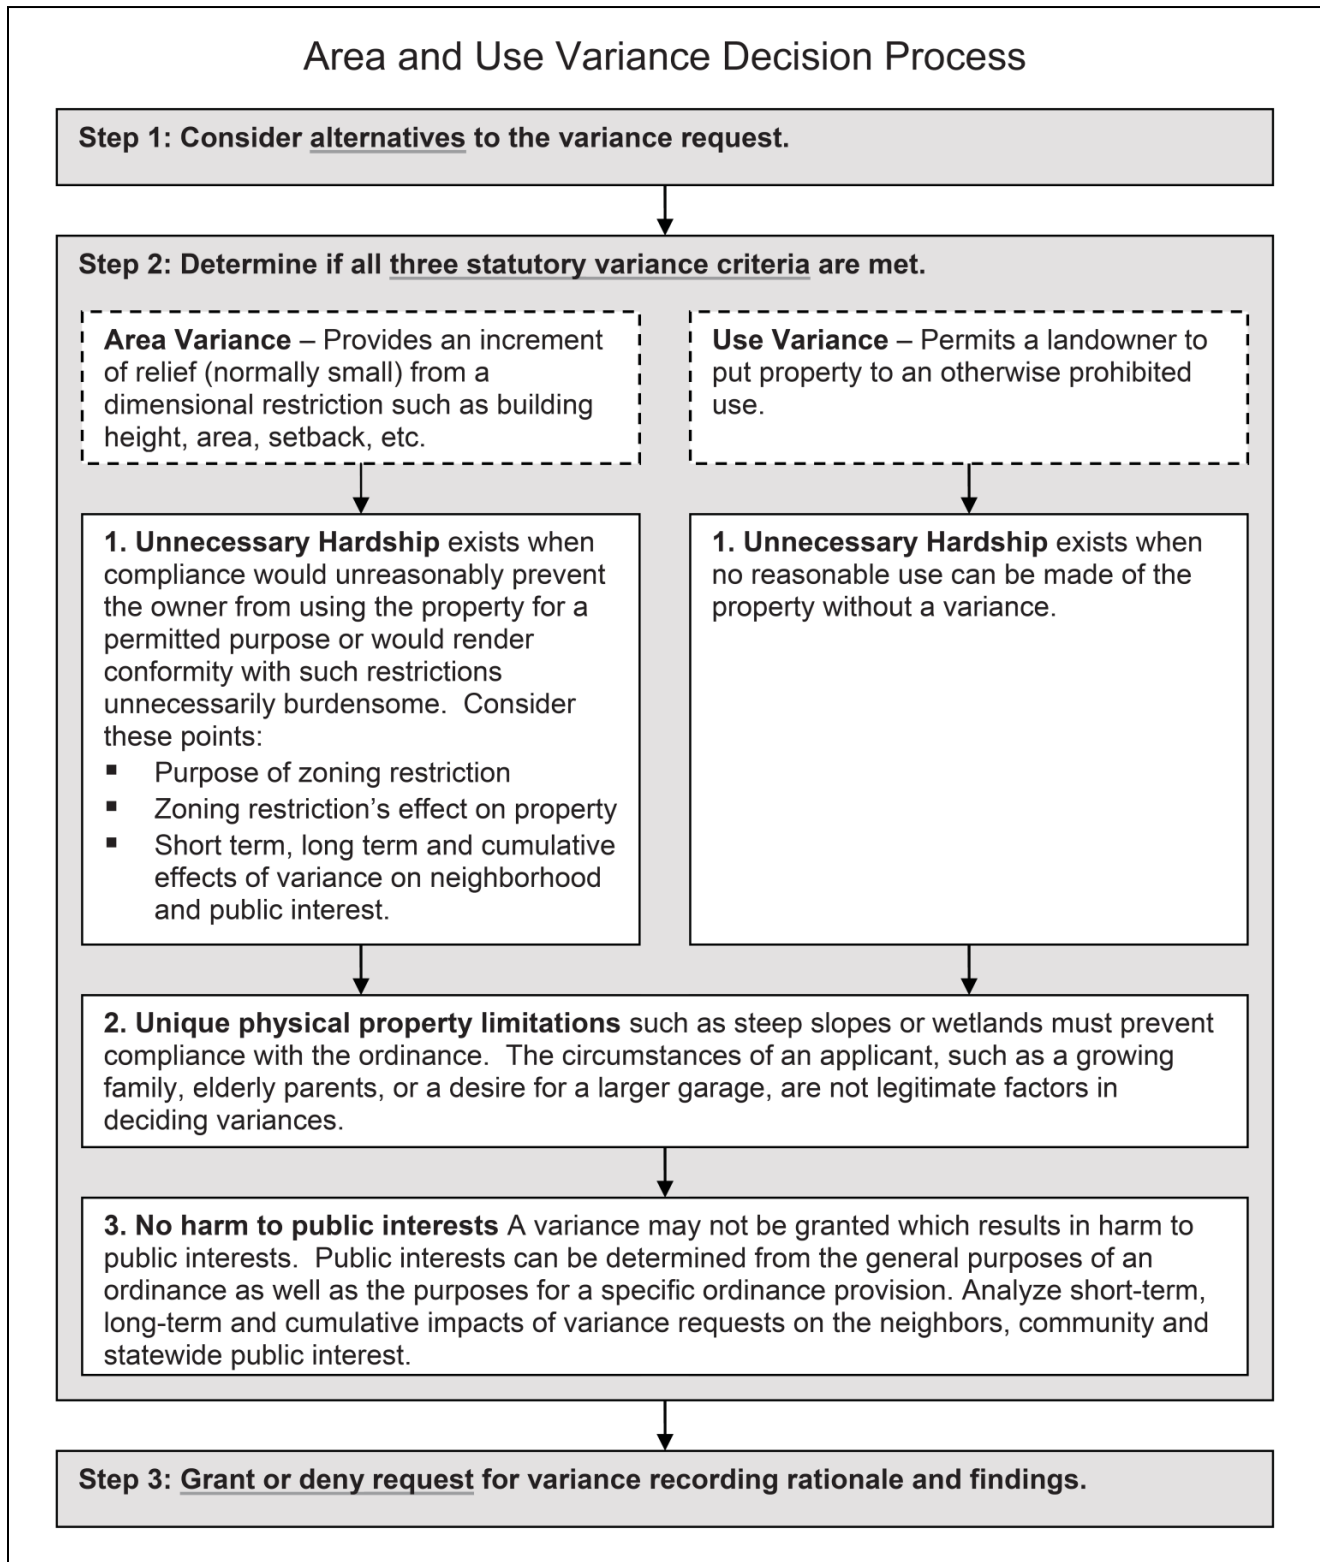 Area and Use Variance Decision Process
Step 1: Consider alternatives to the variance request.
Step 2: Determine if all three statutory variance criteria are met.
Area Variance – Provides an increment
of relief (normally small) from a
dimensional restriction such as building
height, area, setback, etc.
Use Variance – Permits a landowner to
put property to an otherwise prohibited
use.
1. Unnecessary Hardship exists when
compliance would unreasonably prevent
the owner from using the property for a
permitted purpose or would render
conformity with such restrictions
unnecessarily burdensome.  Consider
these points:
▪ Purpose of zoning restriction
▪ Zoning restriction’s effect on property
▪ Short term, long term and cumulative
effects of variance on neighborhood
and public interest.
1. Unnecessary Hardship exists when
no reasonable use can be made of the
property without a variance.
2. Unique physical property limitations such as steep slopes or wetlands must prevent
compliance with the ordinance.  The circumstances of an applicant, such as a growing
family, elderly parents, or a desire for a larger garage, are not legitimate factors in
deciding variances.
3. No harm to public interests A variance may not be granted which results in harm to
public interests.  Public interests can be determined from the general purposes of an
ordinance as well as the purposes for a specific ordinance provision. Analyze short-term,
long-term and cumulative impacts of variance requests on the neighbors, community and
statewide public interest.
Step 3: Grant or deny request for variance recording rationale and findings.